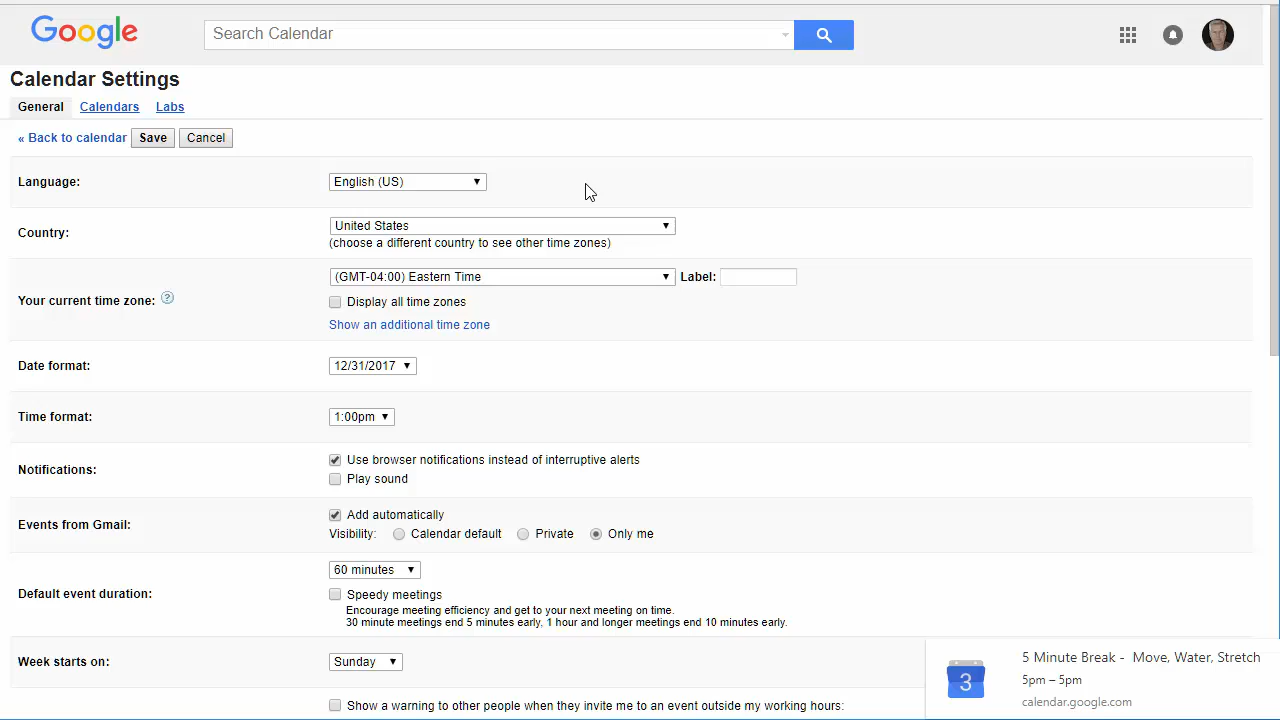 Google
Search Calendar
Calendar Settings
General Calendars Labs
« Back to calendar Save Cancel
Language: English (US)
Country: United States
(choose a different country to see other time zones)
Your current time zone: ? (GMT-04:00) Eastern Time Label:
Display all time zones
Show an additional time zone
Date format: 12/31/2017
Time format: 1:00pm
Notifications: Use browser notifications instead of interruptive alerts
Play sound
Events from Gmail: Add automatically
Visibility: Calendar default Private Only me
Default event duration: 60 minutes
Speedy meetings
Encourage meeting efficiency and get to your next meeting on time.
30 minute meetings end 5 minutes early, 1 hour and longer meetings end 10 minutes early.
Week starts on: Sunday
Show a warning to other people when they invite me to an event outside my working hours:
3
5 Minute Break - Move, Water, Stretch
5pm – 5pm
calendar.google.com